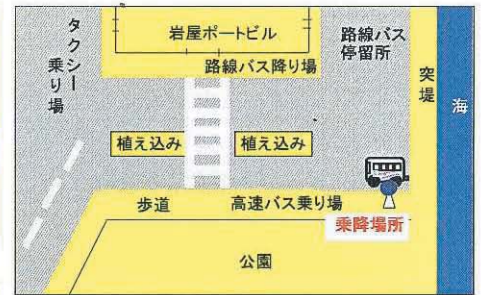 タクシー
乗り場
岩屋ポートビル
路線バス降り場
路線バス
停留所
突堤
海
植え込み
植え込み
歩道
高速バス乗り場
乗降場所
公園